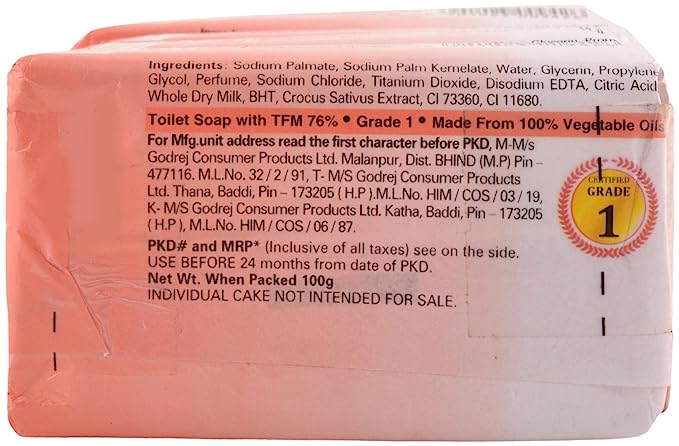 Ingredients: Sodium Palmate, Sodium Palm Kernelate, Water, Glycerin, Propylene
Glycol, Perfume, Sodium Chloride, Titanium Dioxide, Disodium EDTA, Citric Acid
Whole Dry Milk, BHT, Crocus Sativus Extract, CI 73360, CI 11680.
Toilet Soap with TFM 76% • Grade 1 • Made From 100% Vegetable Oils
For Mfg.unit address read the first character before PKD, M-M/s
Godrej Consumer Products Ltd. Malanpur, Dist. BHIND (M.P) Pin –
477116. M.L.No. 32 / 2 / 91, T- M/S Godrej Consumer Products
Ltd. Thana, Baddi, Pin – 173205 ( H.P ).M.L.No. HIM / COS / 03 / 19,
K- M/S Godrej Consumer Products Ltd. Katha, Baddi, Pin – 173205
( H.P ), M.L.No. HIM / COS / 06 / 87.
CERTIFIED
GRADE
1
PKD# and MRP* (Inclusive of all taxes) see on the side.
USE BEFORE 24 months from date of PKD.
Net Wt. When Packed 100g
INDIVIDUAL CAKE NOT INTENDED FOR SALE.